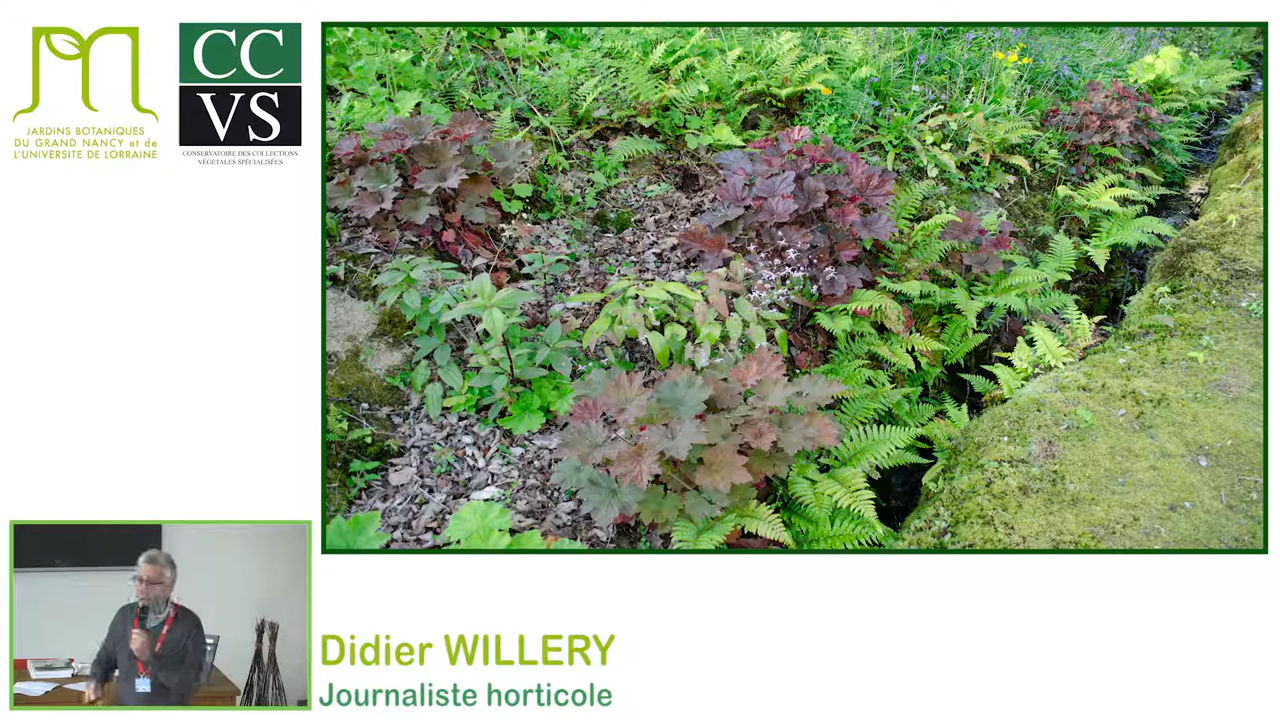 JARDINS BOTANIQUES
DU GRAND NANCY et de
L'UNIVERSITE DE LORRAINE
CC
VS
CONSERVATOIRE DES COLLECTIONS
VÉGÉTALES SPÉCIALISÉES
Didier WILLERY
Journaliste horticole